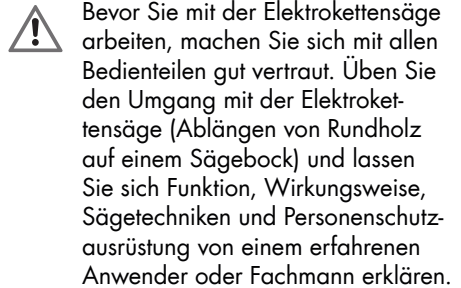 Bevor Sie mit der Elektrokettensäge
arbeiten, machen Sie sich mit allen
Bedienteilen gut vertraut. Üben Sie
den Umgang mit der Elektroket-
tensäge (Ablängen von Rundholz
auf einem Sägebock) und lassen
Sie sich Funktion, Wirkungsweise,
Sägetechniken und Personenschutz-
ausrüstung von einem erfahrenen
Anwender oder Fachmann erklären.